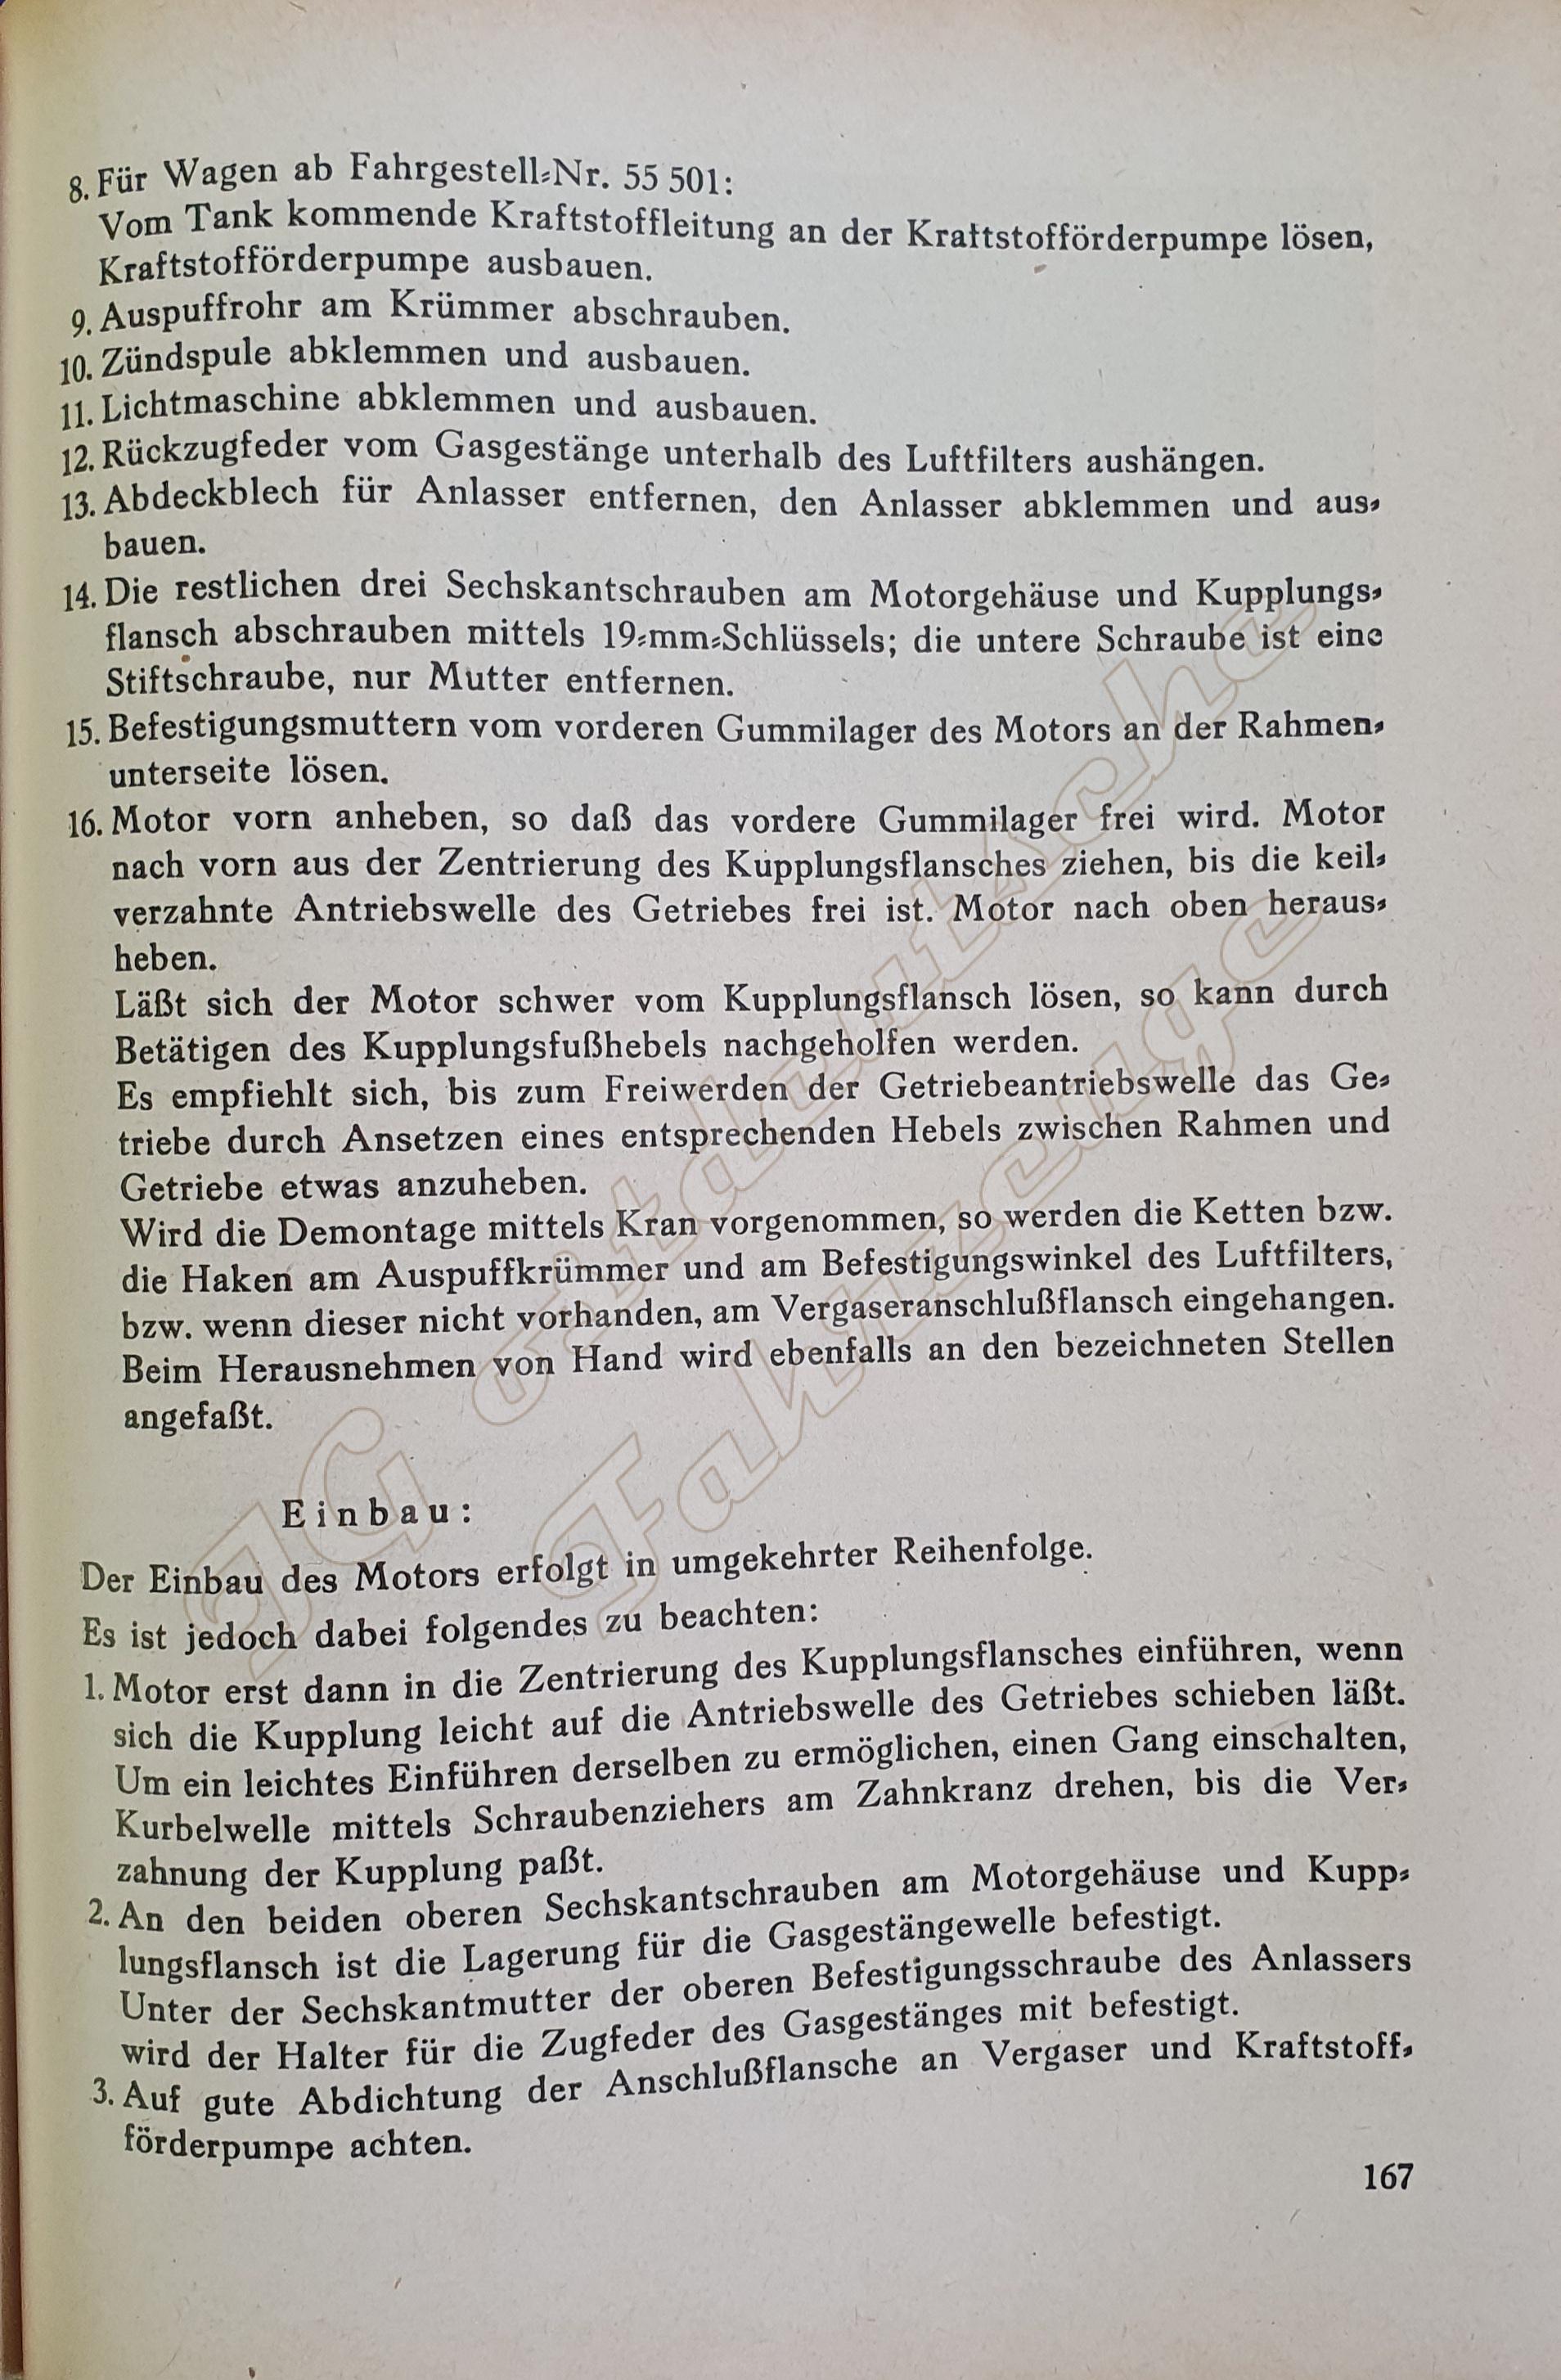 8. Für Wagen ab Fahrgestell-Nr. 55 501:
Vom Tank kommende Kraftstoffleitung an der Kraftstofförderpumpe lösen,
Kraftstofförderpumpe ausbauen.
9. Auspuffrohr am Krümmer abschrauben.
10. Zündspule abklemmen und ausbauen.
11. Lichtmaschine abklemmen und ausbauen.
12. Rückzugfeder vom Gasgestänge unterhalb des Luftfilters aushängen.
13. Abdeckblech für Anlasser entfernen, den Anlasser abklemmen und aus-
bauen.
14. Die restlichen drei Sechskantschrauben am Motorgehäuse und Kupplungs-
flansch abschrauben mittels 19-mm-Schlüssels; die untere Schraube ist eine
Stiftschraube, nur Mutter entfernen.
15. Befestigungsmuttern vom vorderen Gummilager des Motors an der Rahmen-
unterseite lösen.
16. Motor vorn anheben, so daß das vordere Gummilager frei wird. Motor
nach vorn aus der Zentrierung des Kupplungsflansches ziehen, bis die keil-
verzahnte Antriebswelle des Getriebes frei ist. Motor nach oben heraus-
heben.
Läßt sich der Motor schwer vom Kupplungsflansch lösen, so kann durch
Betätigen des Kupplungsfußhebels nachgeholfen werden.
Es empfiehlt sich, bis zum Freiwerden der Getriebeantriebswelle das Ge-
triebe durch Ansetzen eines entsprechenden Hebels zwischen Rahmen und
Getriebe etwas anzuheben.
Wird die Demontage mittels Kran vorgenommen, so werden die Ketten bzw.
die Haken am Auspuffkrümmer und am Befestigungswinkel des Luftfilters,
bzw. wenn dieser nicht vorhanden, am Vergaseranschlußflansch eingehangen.
Beim Herausnehmen von Hand wird ebenfalls an den bezeichneten Stellen
angefaßt.
Einbau:
Der Einbau des Motors erfolgt in umgekehrter Reihenfolge.
Es ist jedoch dabei folgendes zu beachten:
1. Motor erst dann in die Zentrierung des Kupplungsflansches einführen, wenn
sich die Kupplung leicht auf die Antriebswelle des Getriebes schieben läßt.
Um ein leichtes Einführen derselben zu ermöglichen, einen Gang einschalten,
Kurbelwelle mittels Schraubenziehers am Zahnkranz drehen, bis die Ver-
zahnung der Kupplung paßt.
2. An den beiden oberen Sechskantschrauben am Motorgehäuse und Kupp-
lungsflansch ist die Lagerung für die Gasgestängewelle befestigt.
Unter der Sechskantmutter der oberen Befestigungsschraube des Anlassers
wird der Halter für die Zugfeder des Gasgestänges mit befestigt.
3. Auf gute Abdichtung der Anschlußflansche an Vergaser und Kraftstoff-
förderpumpe achten.
167
IG ostdeutsche
Fahrzeuge